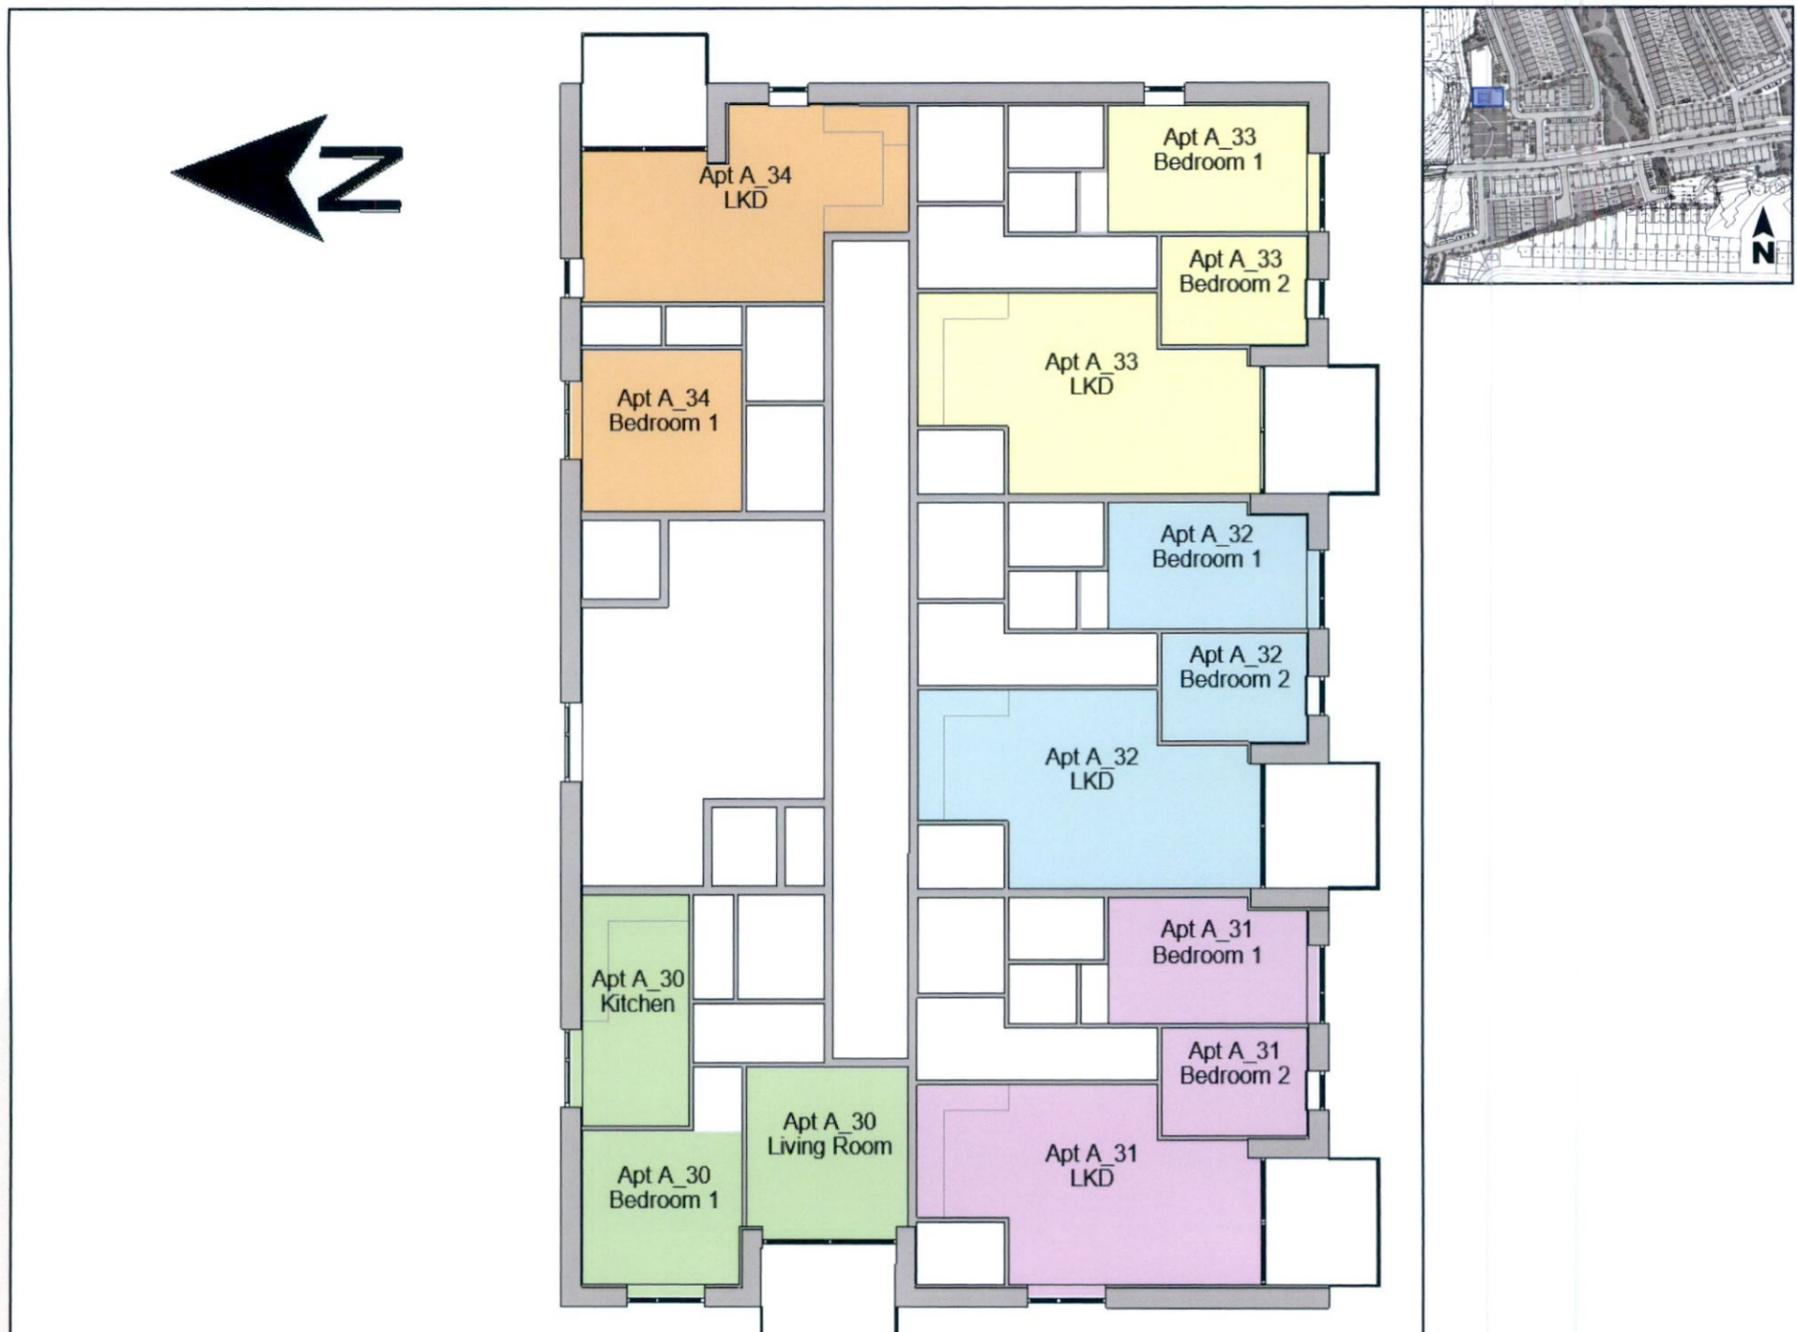 N
N
Apt A_33
Bedroom 1
Apt A_34
LKD
Apt A_33
Bedroom 2
Apt A_33
LKD
Apt A_34
Bedroom 1
Apt A_32
Bedroom 1
Apt A_32
Bedroom 2
Apt A_32
LKD
Apt A_31
Bedroom 1
Apt A_30
Kitchen
Apt A_31
Bedroom 2
Apt A_30
Living Room
Apt A_31
LKD
Apt A_30
Bedroom 1